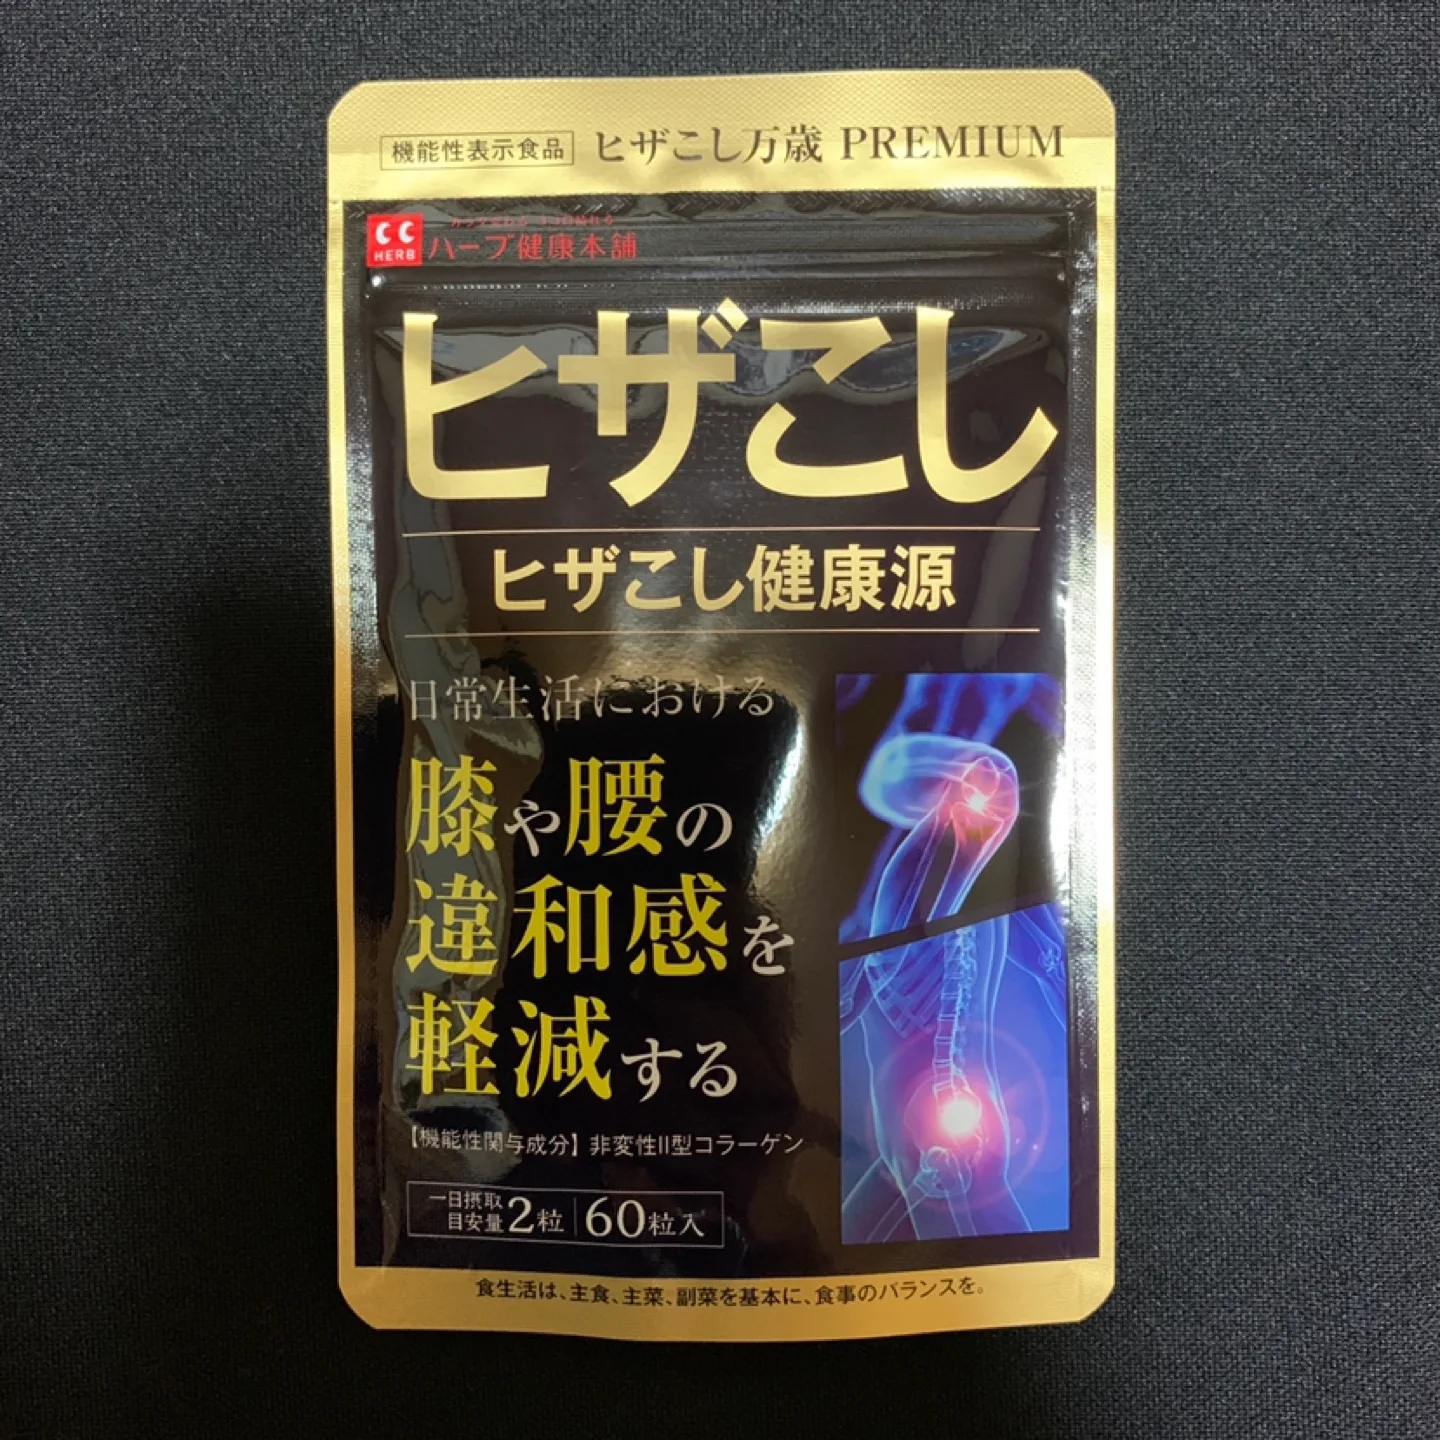 機能性表示食品 ヒザこし万歳 PREMIUM
CC
HERB
ハーブ健康本舗
ヒザこし
ヒザこし健康源
日常生活における
膝や腰の
違和感を
軽減する
【機能性関与成分】非変性II型コラーゲン
一日摂取
目安量 2粒 60粒入
食生活は、主食、主菜、副菜を基本に、食事のバランスを。